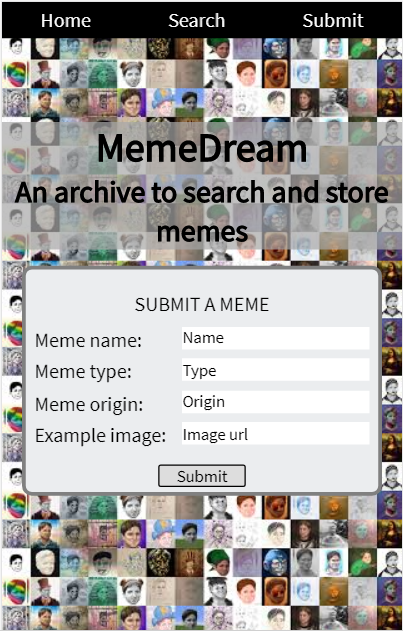 Home Search Submit
MemeDream
An archive to search and store
memes
SUBMIT A MEME
Meme name: Name
Meme type: Type
Meme origin: Origin
Example image: Image url
Submit